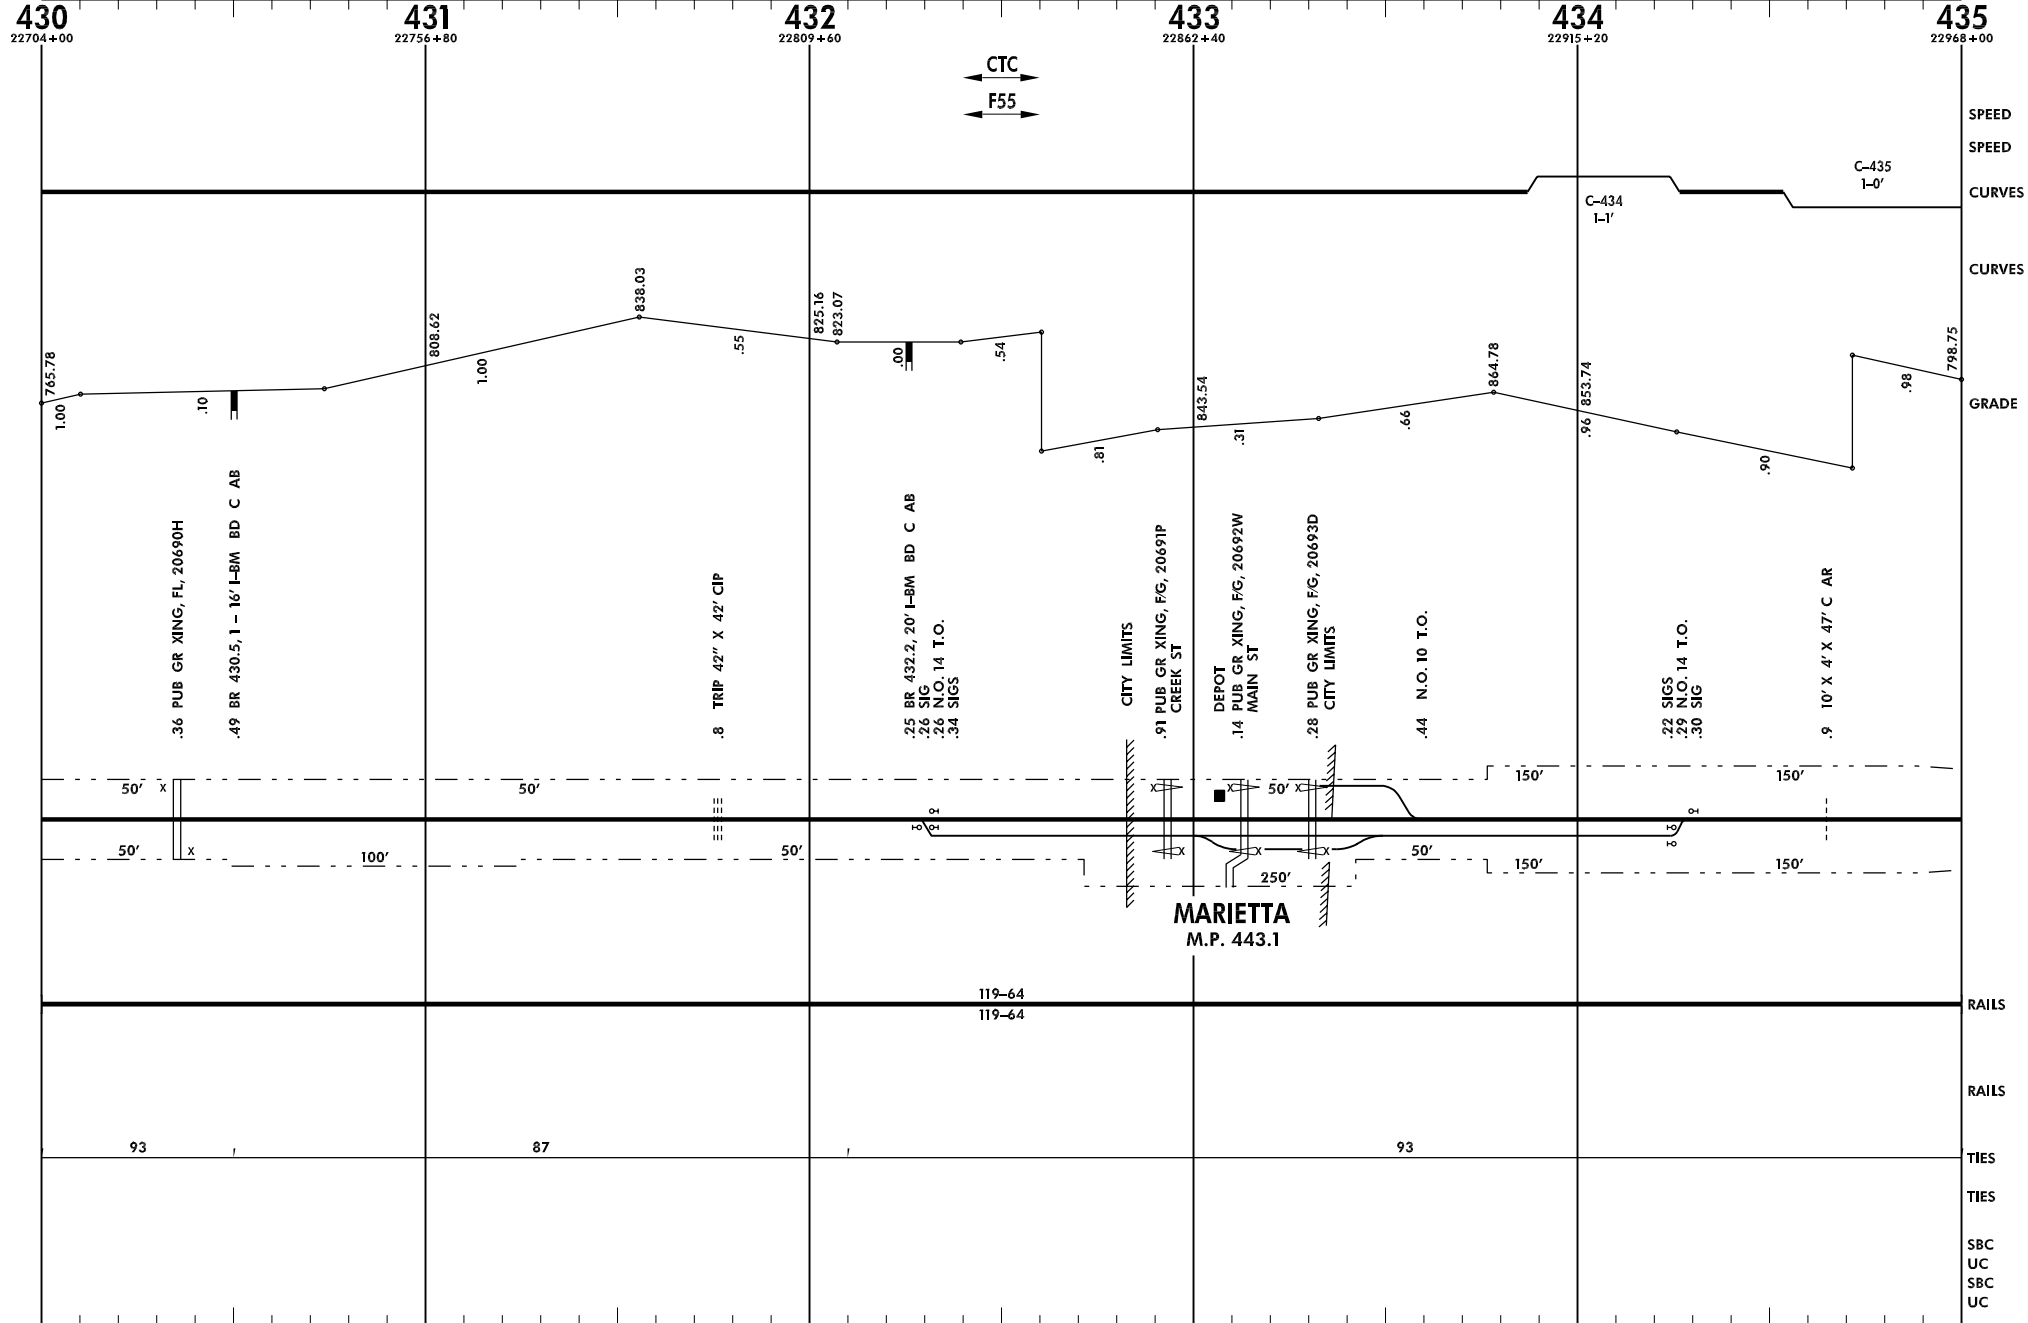 430 431 432 433 434 435
22704+00 22756+80 22809+60 22862+40 22915+20 22968+00
CTC
F55
SPEED
SPEED
C–435
1–0'
CURVES
C–434
1–1'
CURVES
765.78
808.62
838.03
825.16
823.07
843.54
864.78
853.74
798.75
1.00
.10
1.00
.55
.00
.54
.81
.31
.66
.96
.90
.98
GRADE
.36 PUB GR XING, FL, 20690H
.49 BR 430.5, 1 – 16' I–BM BD C AB
.8 TRIP 42" X 42' CIP
.25 BR 432.2, 20' I–BM BD C AB
.26 SIG
.26 N.O. 14 T.O.
.34 SIGS
CITY LIMITS
.91 PUB GR XING, F/G, 20691P
CREEK ST
DEPOT
.14 PUB GR XING, F/G, 20692W
MAIN ST
.28 PUB GR XING, F/G, 20693D
CITY LIMITS
.44 N.O. 10 T.O.
.22 SIGS
.29 N.O. 14 T.O.
.30 SIG
.9 10' X 4' X 47' C AR
150' 150'
50' X 50' X X 50' X
50' X 100' 50' X X X 50' 150' 150'
250'
MARIETTA
M.P. 443.1
119–64
RAILS
119–64
RAILS
93 87 93
TIES
TIES
SBC
UC
SBC
UC